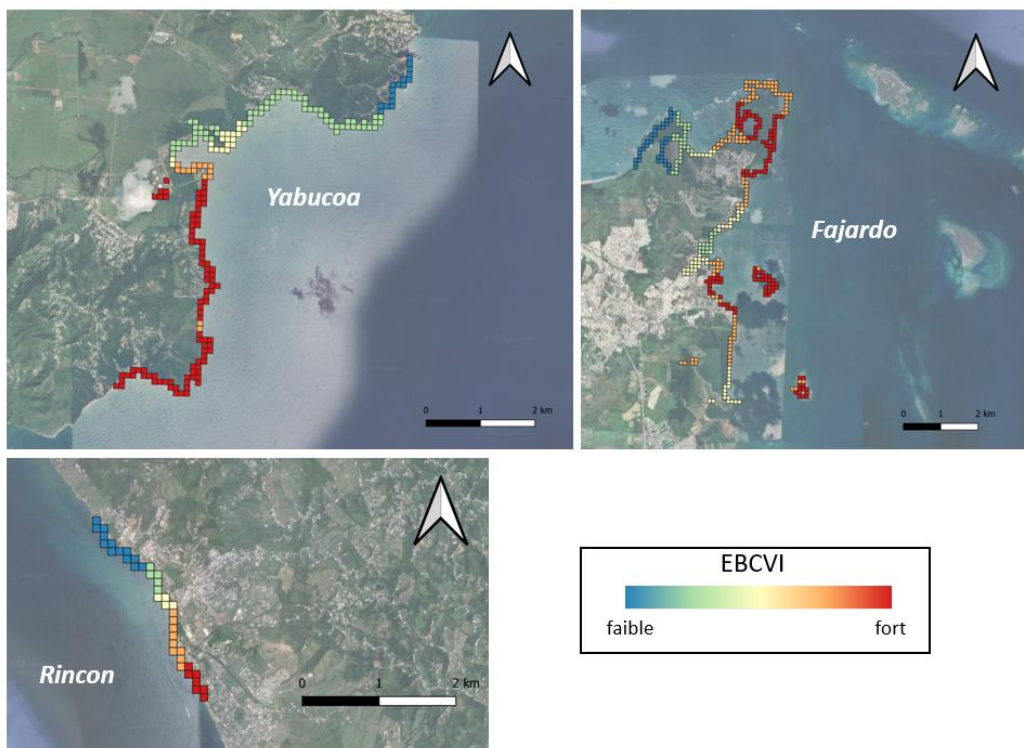 Yabucoa
0 1 2 km
Fajardo
0 1 2 km
Rincon
0 1 2 km
EBCVI
faible fort